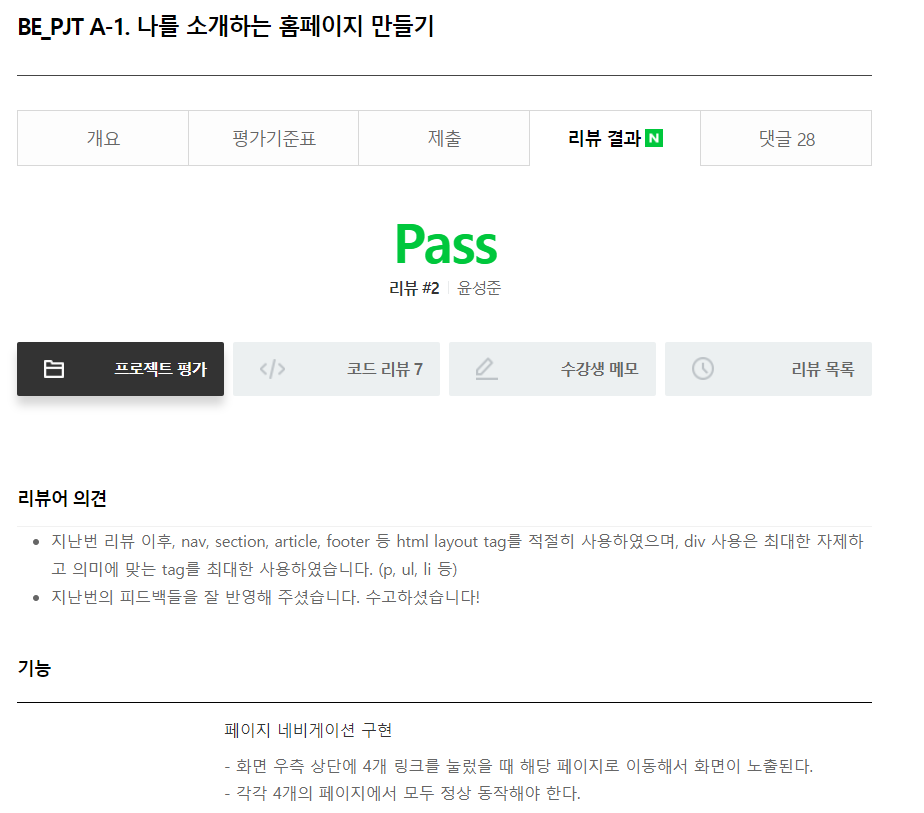 BE_PJT A-1. 나를 소개하는 홈페이지 만들기
개요
평가기준표
제출
리뷰 결과 N
댓글 28
Pass
리뷰 #2 | 윤성준
프로젝트 평가
</> 코드 리뷰 7
수강생 메모
리뷰 목록
리뷰어 의견
• 지난번 리뷰 이후, nav, section, article, footer 등 html layout tag를 적절히 사용하였으며, div 사용은 최대한 자제하
고 의미에 맞는 tag를 최대한 사용하였습니다. (p, ul, li 등)
• 지난번의 피드백들을 잘 반영해 주셨습니다. 수고하셨습니다!
기능
페이지 네비게이션 구현
- 화면 우측 상단에 4개 링크를 눌렀을 때 해당 페이지로 이동해서 화면이 노출된다.
- 각각 4개의 페이지에서 모두 정상 동작해야 한다.